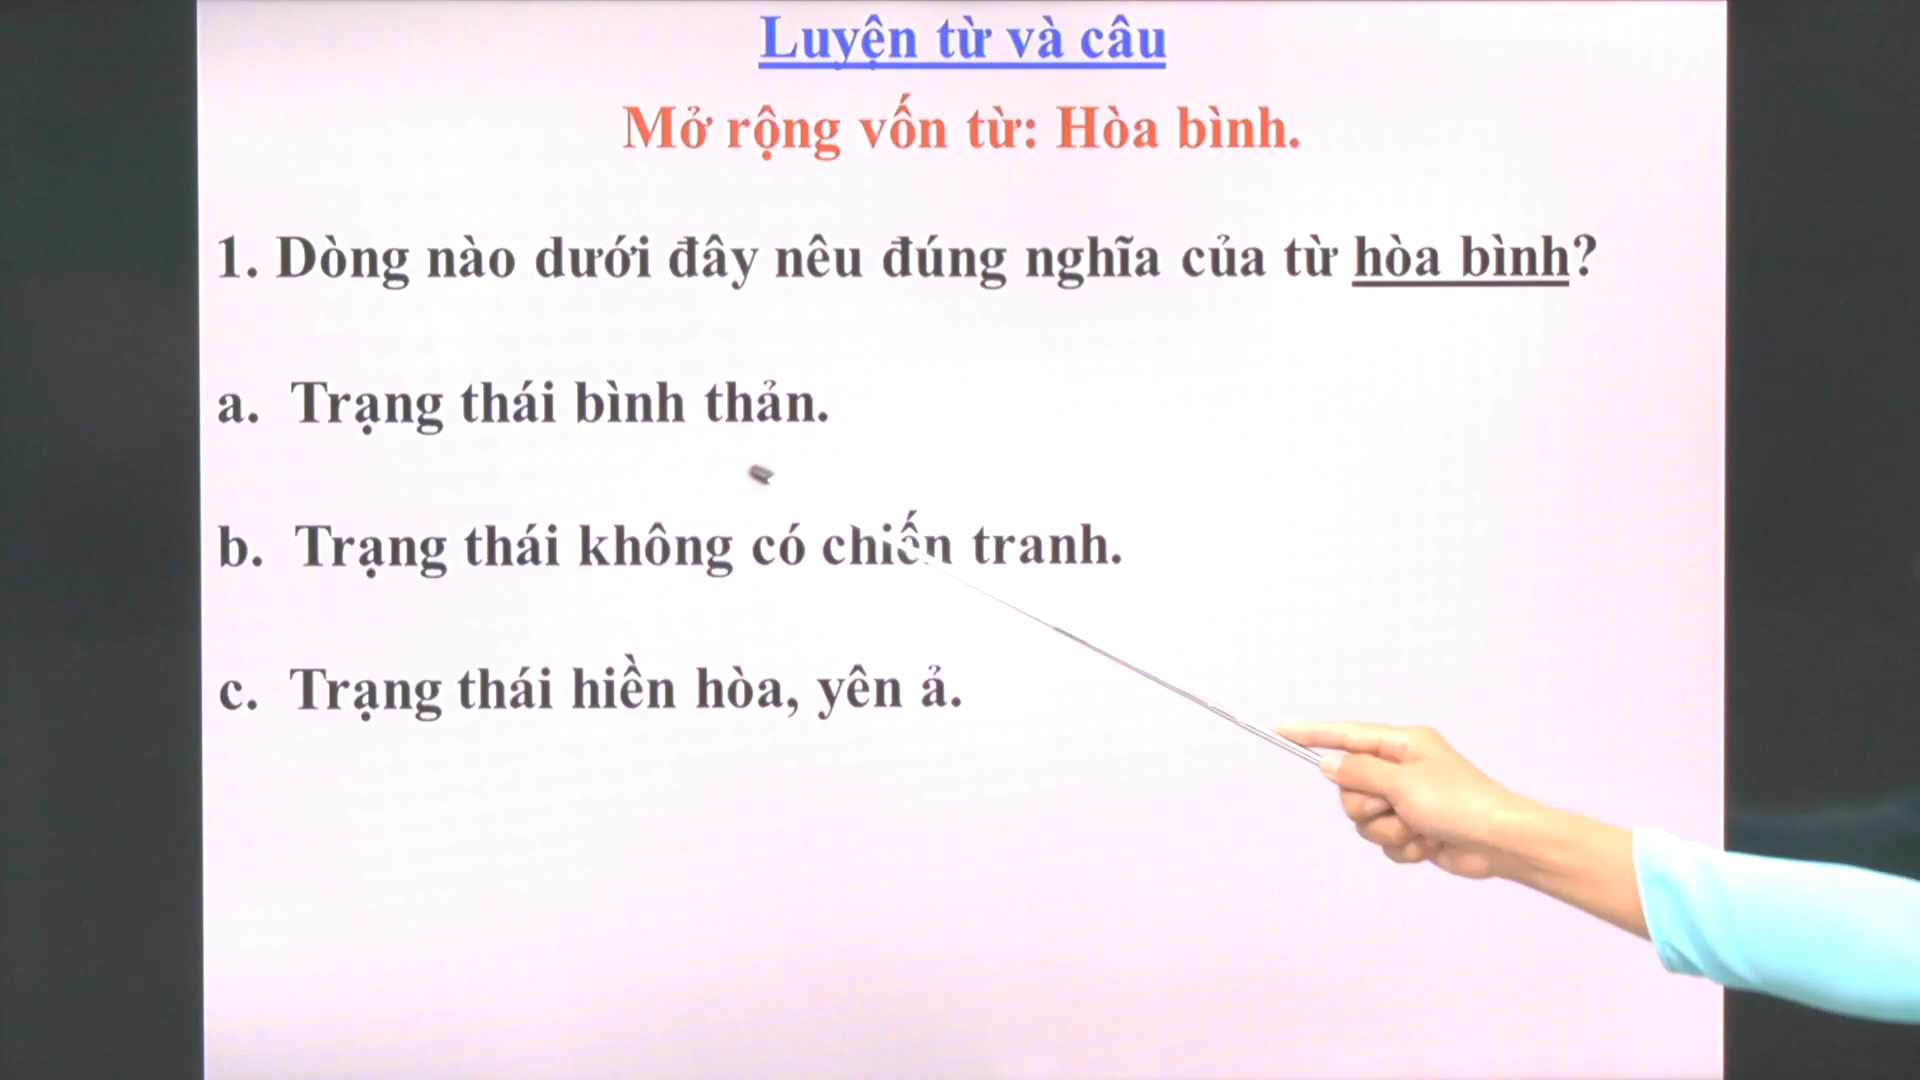 Luyện từ và câu
Mở rộng vốn từ: Hòa bình.
1. Dòng nào dưới đây nêu đúng nghĩa của từ hòa bình?
a. Trạng thái bình thản.
b. Trạng thái không có chiến tranh.
c. Trạng thái hiền hòa, yên ả.